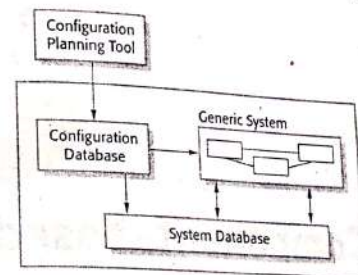 Configuration
Planning Tool
Generic System
Configuration
Database
System Database